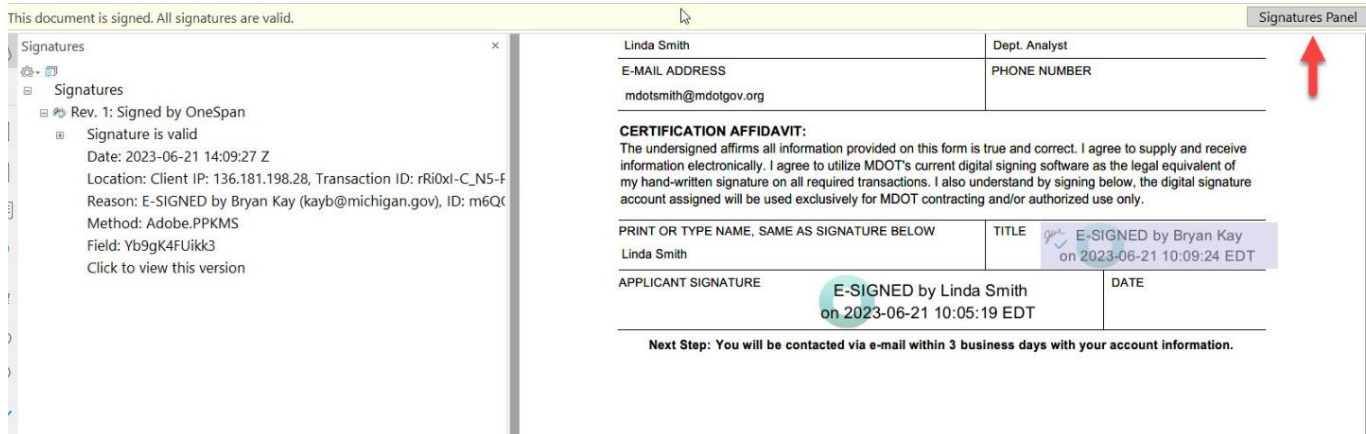 This document is signed. All signatures are valid.
Signatures Panel
Signatures
Signatures
Rev. 1: Signed by OneSpan
Signature is valid
Date: 2023-06-21 14:09:27 Z
Location: Client IP: 136.181.198.28, Transaction ID: rRi0xI-C_N5-F
Reason: E-SIGNED by Bryan Kay (kayb@michigan.gov), ID: m6Q
Method: Adobe.PPKMS
Field: Yb9gK4FUikk3
Click to view this version
Linda Smith
Dept. Analyst
E-MAIL ADDRESS
PHONE NUMBER
mdotsmith@mdotgov.org
CERTIFICATION AFFIDAVIT:
The undersigned affirms all information provided on this form is true and correct. I agree to supply and receive
information electronically. I agree to utilize MDOT's current digital signing software as the legal equivalent of
my hand-written signature on all required transactions. I also understand by signing below, the digital signature
account assigned will be used exclusively for MDOT contracting and/or authorized use only.
PRINT OR TYPE NAME, SAME AS SIGNATURE BELOW
TITLE
E-SIGNED by Bryan Kay
on 2023-06-21 10:09:24 EDT
Linda Smith
APPLICANT SIGNATURE
E-SIGNED by Linda Smith
on 2023-06-21 10:05:19 EDT
DATE
Next Step: You will be contacted via e-mail within 3 business days with your account information.